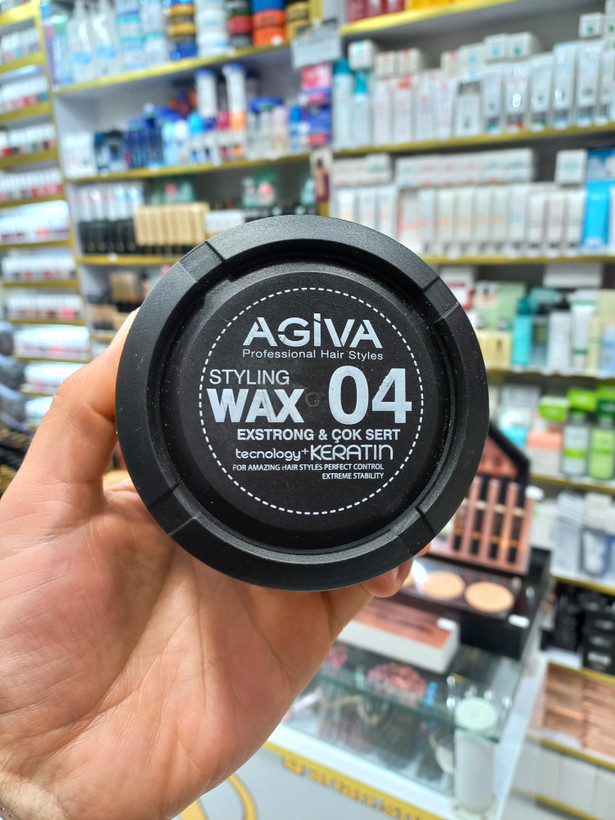 AGiVA
Professional Hair Styles
STYLING
WAX 04
EXSTRONG & ÇOK SERT
tecnology+KERATIN
FOR AMAZING HAIR STYLES PERFECT CONTROL
EXTREME STABILITY